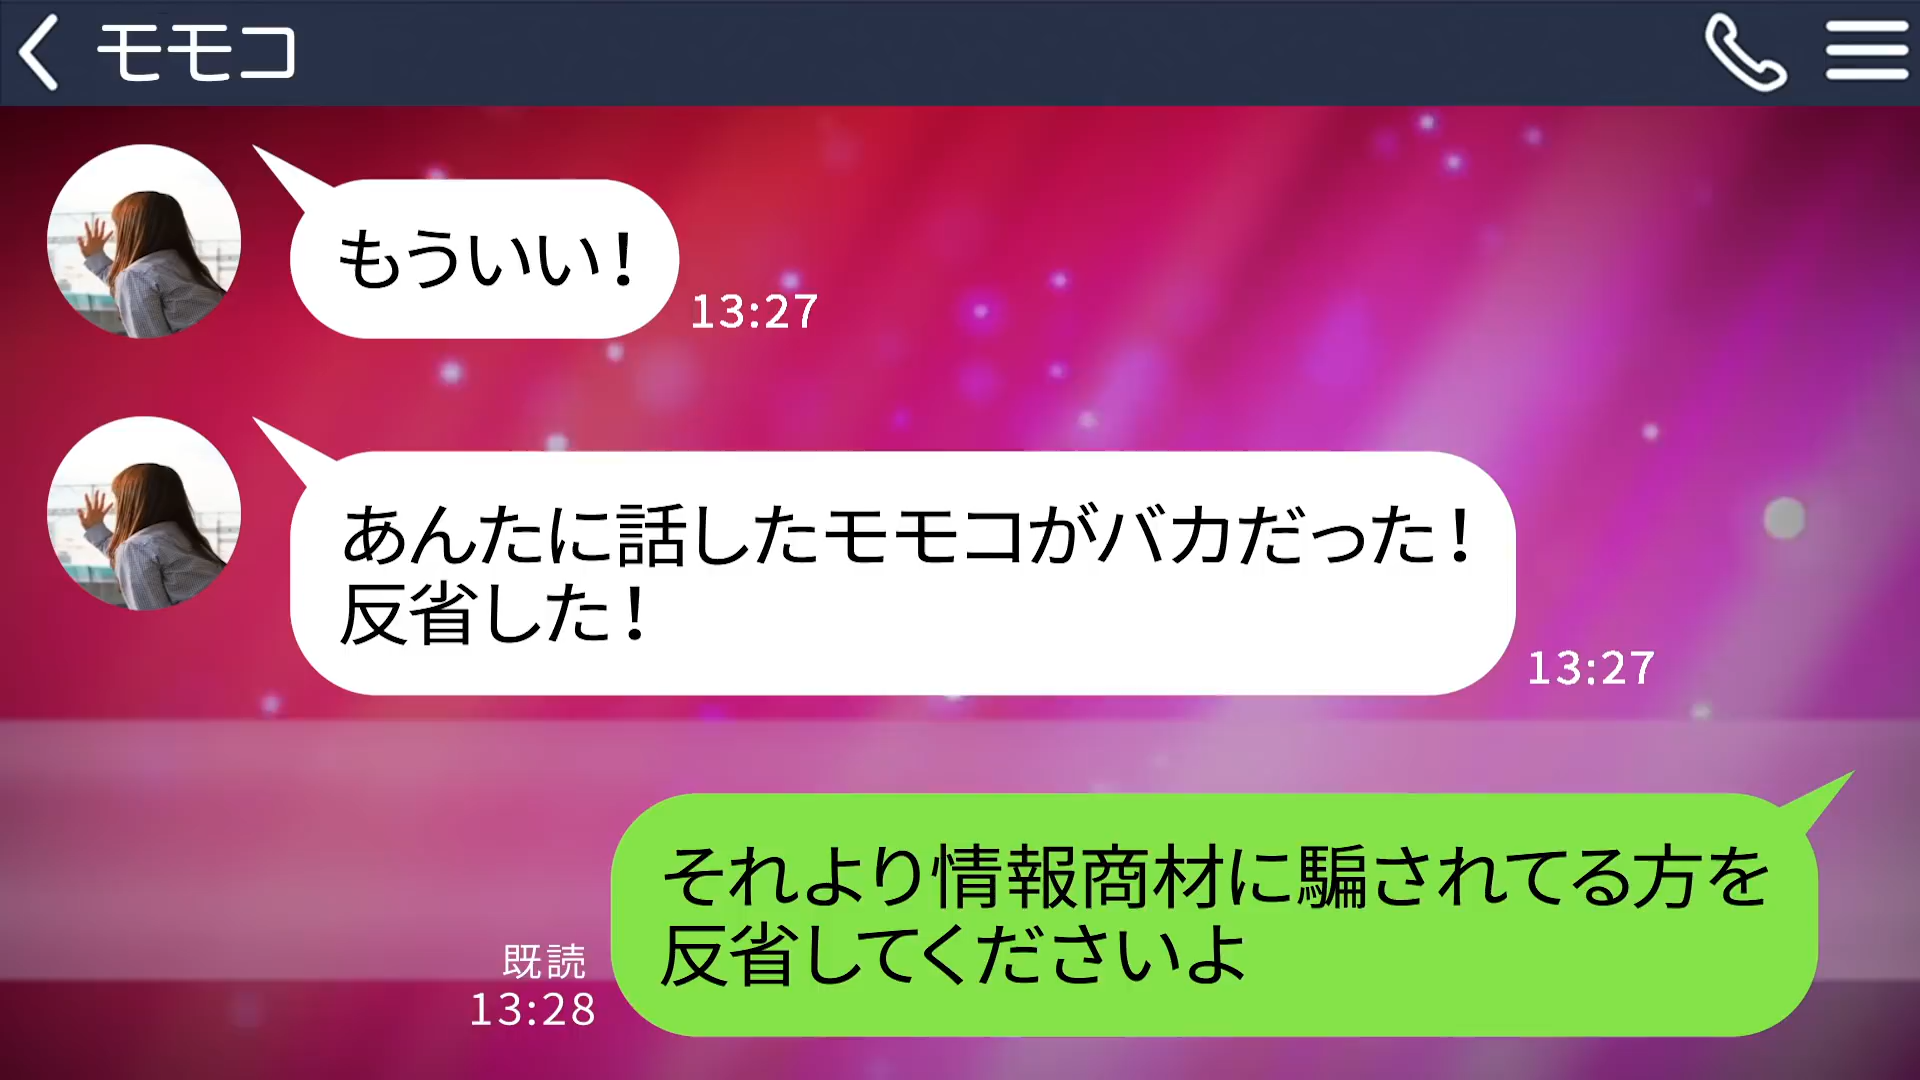 モモコ
もういい！
13:27
あんたに話したモモコがバカだった！
反省した！
13:27
それより情報商材に騙されてる方を
反省してくださいよ
既読
13:28